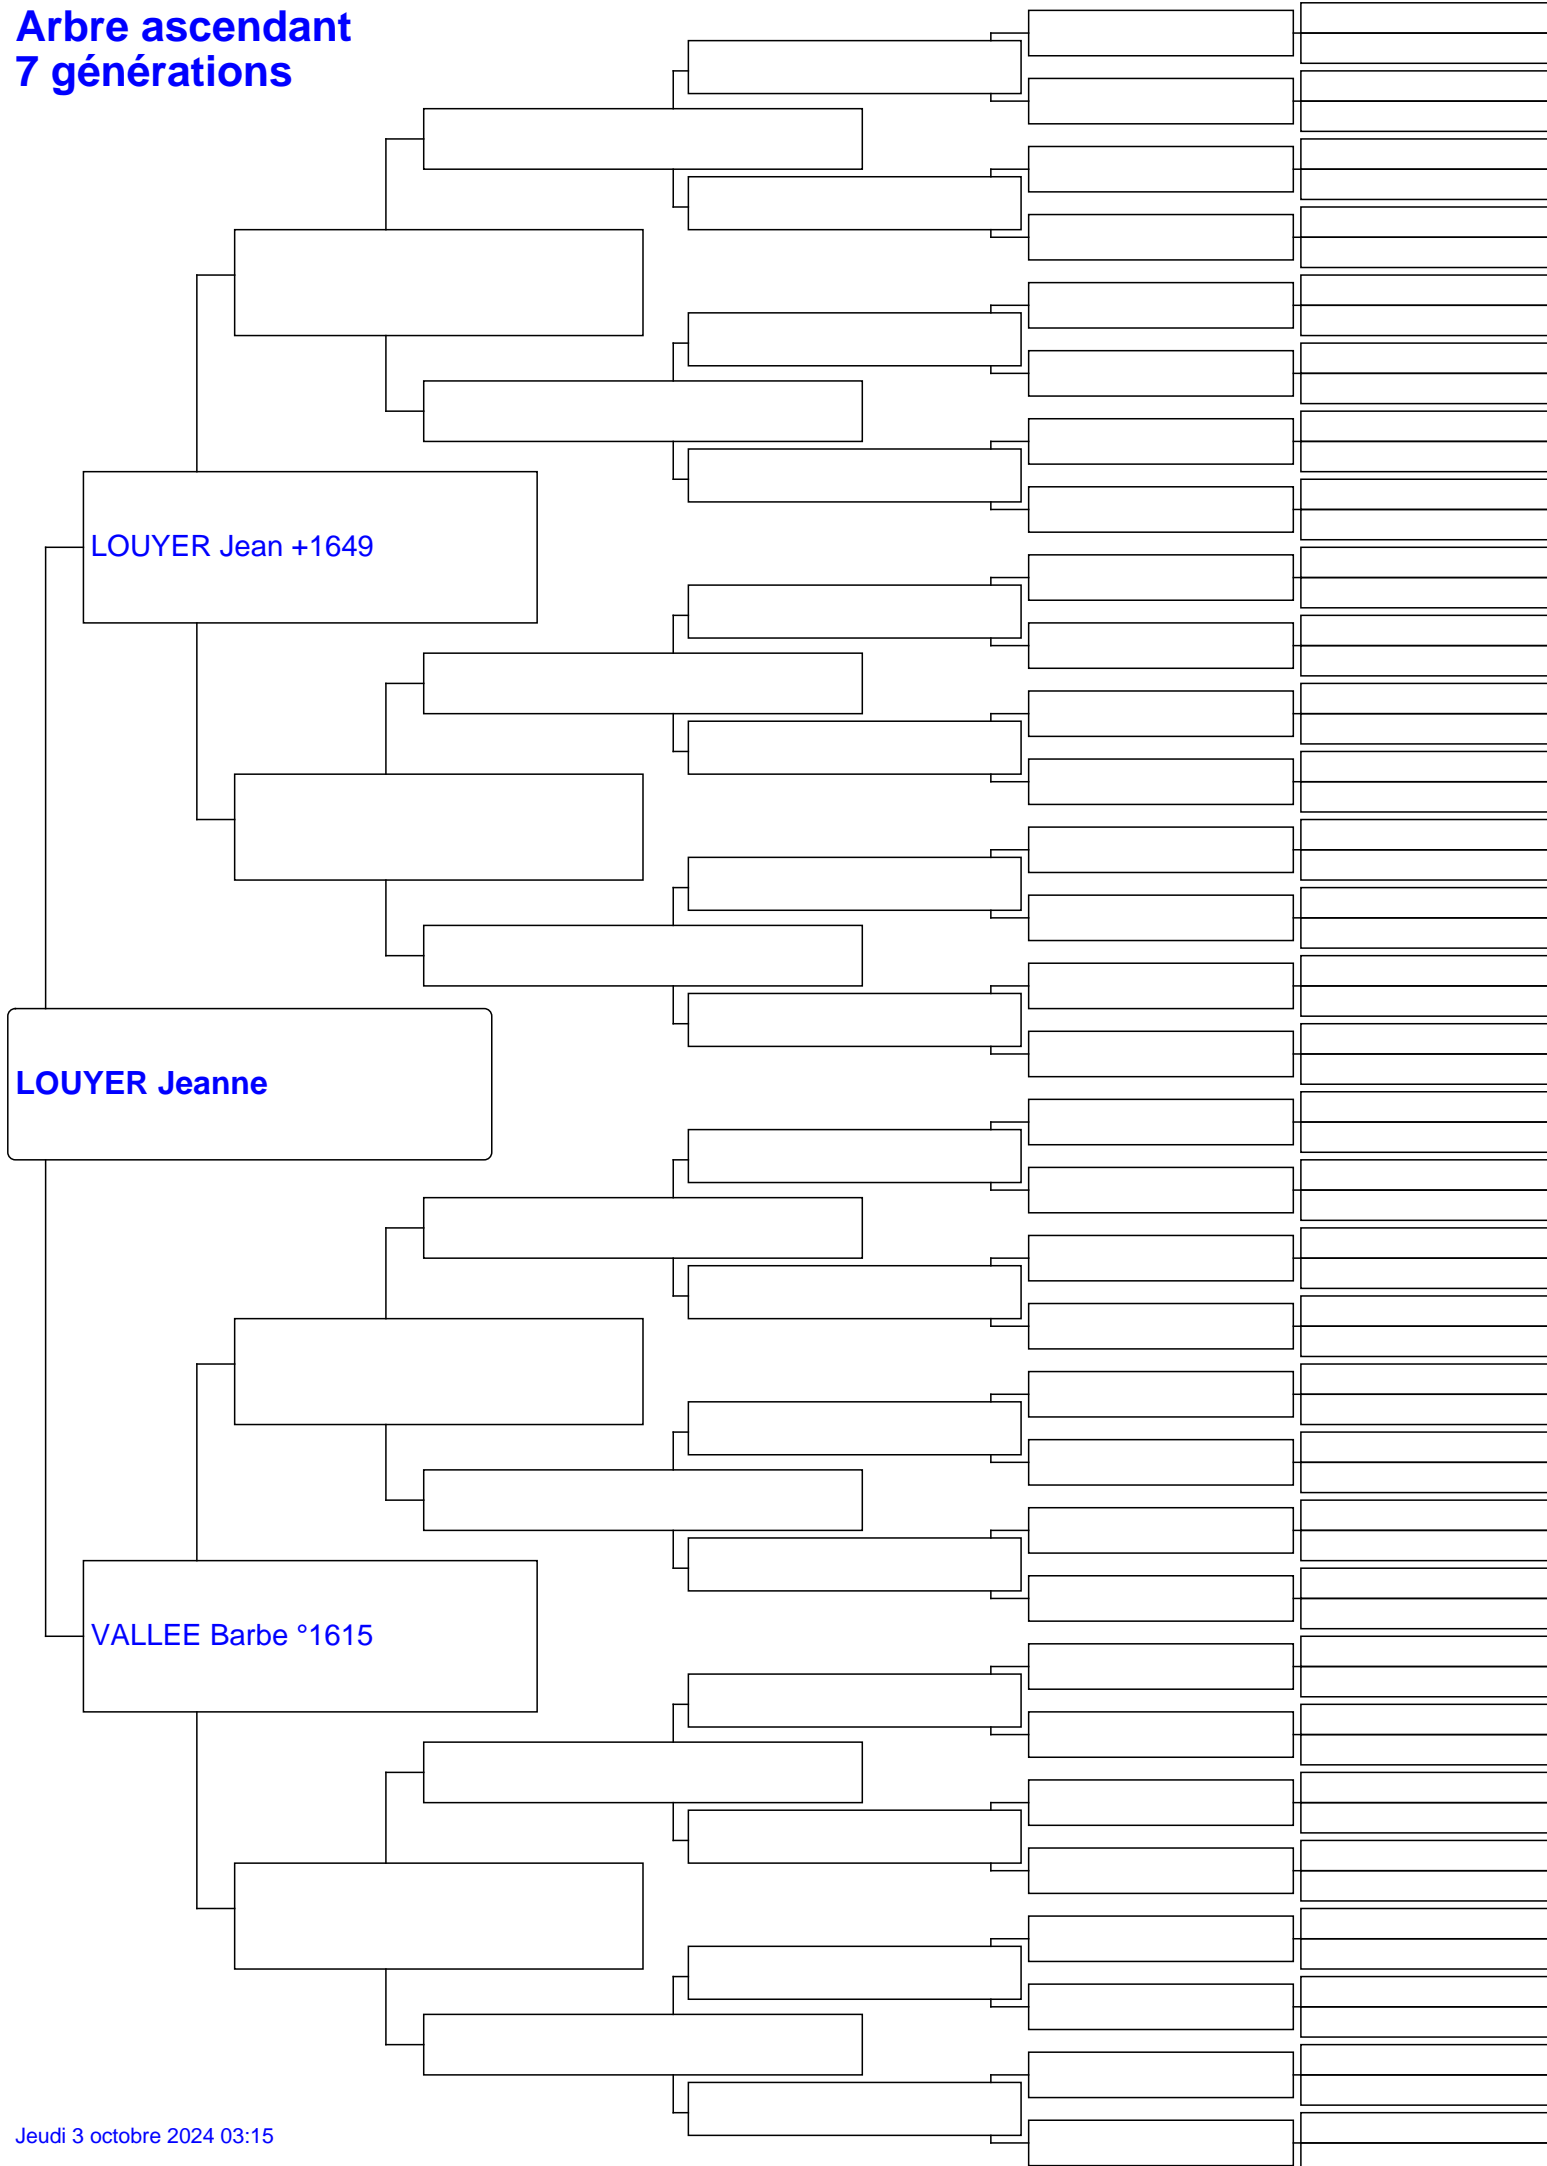 Arbre ascendant
7 générations
LOUYER Jean +1649
LOUYER Jeanne
VALLEE Barbe °1615
Jeudi 3 octobre 2024 03:15